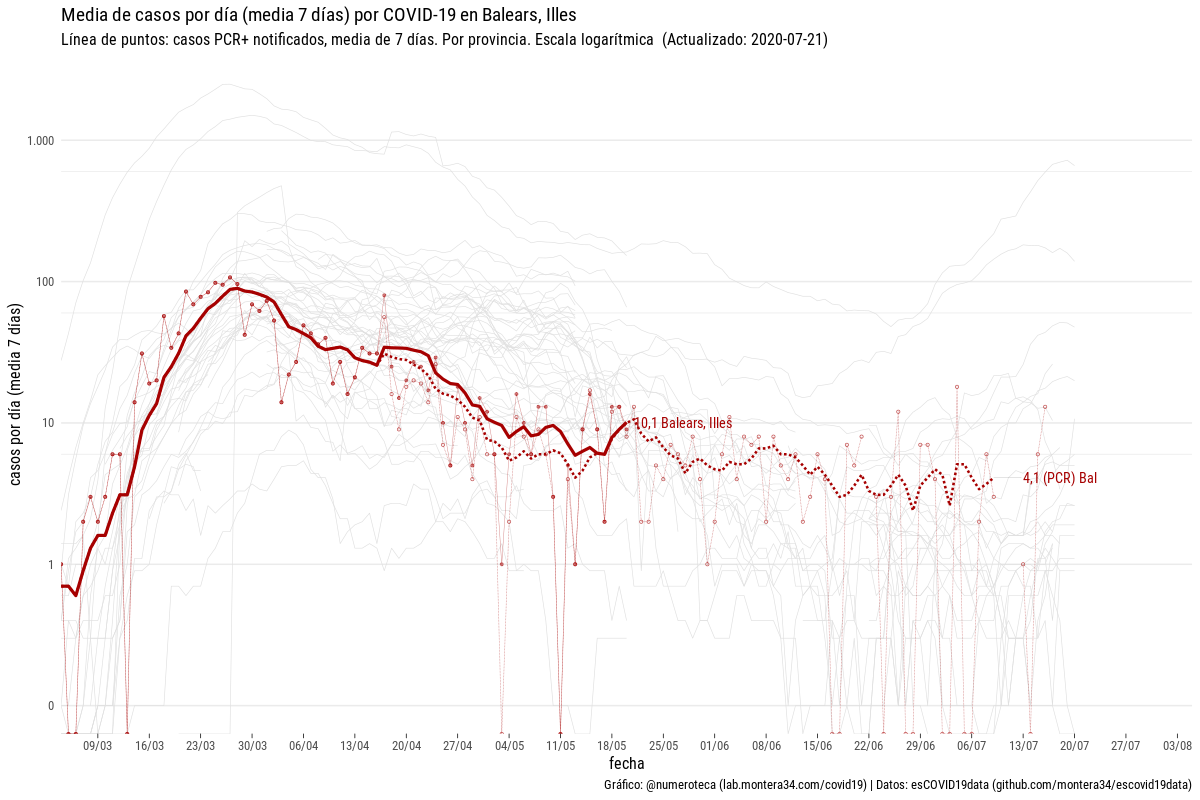 Media de casos por día (media 7 días) por COVID-19 en Balears, Illes
Línea de puntos: casos PCR+ notificados, media de 7 días. Por provincia. Escala logarítmica  (Actualizado: 2020-07-21)
casos por día (media 7 días)
1.000
100
10
1
0
10,1 Balears, Illes
4,1 (PCR) Bal
09/03 16/03 23/03 30/03 06/04 13/04 20/04 27/04 04/05 11/05 18/05 25/05 01/06 08/06 15/06 22/06 29/06 06/07 13/07 20/07 27/07 03/08
fecha
Gráfico: @numeroteca (lab.montera34.com/covid19) | Datos: esCOVID19data (github.com/montera34/escovid19data)